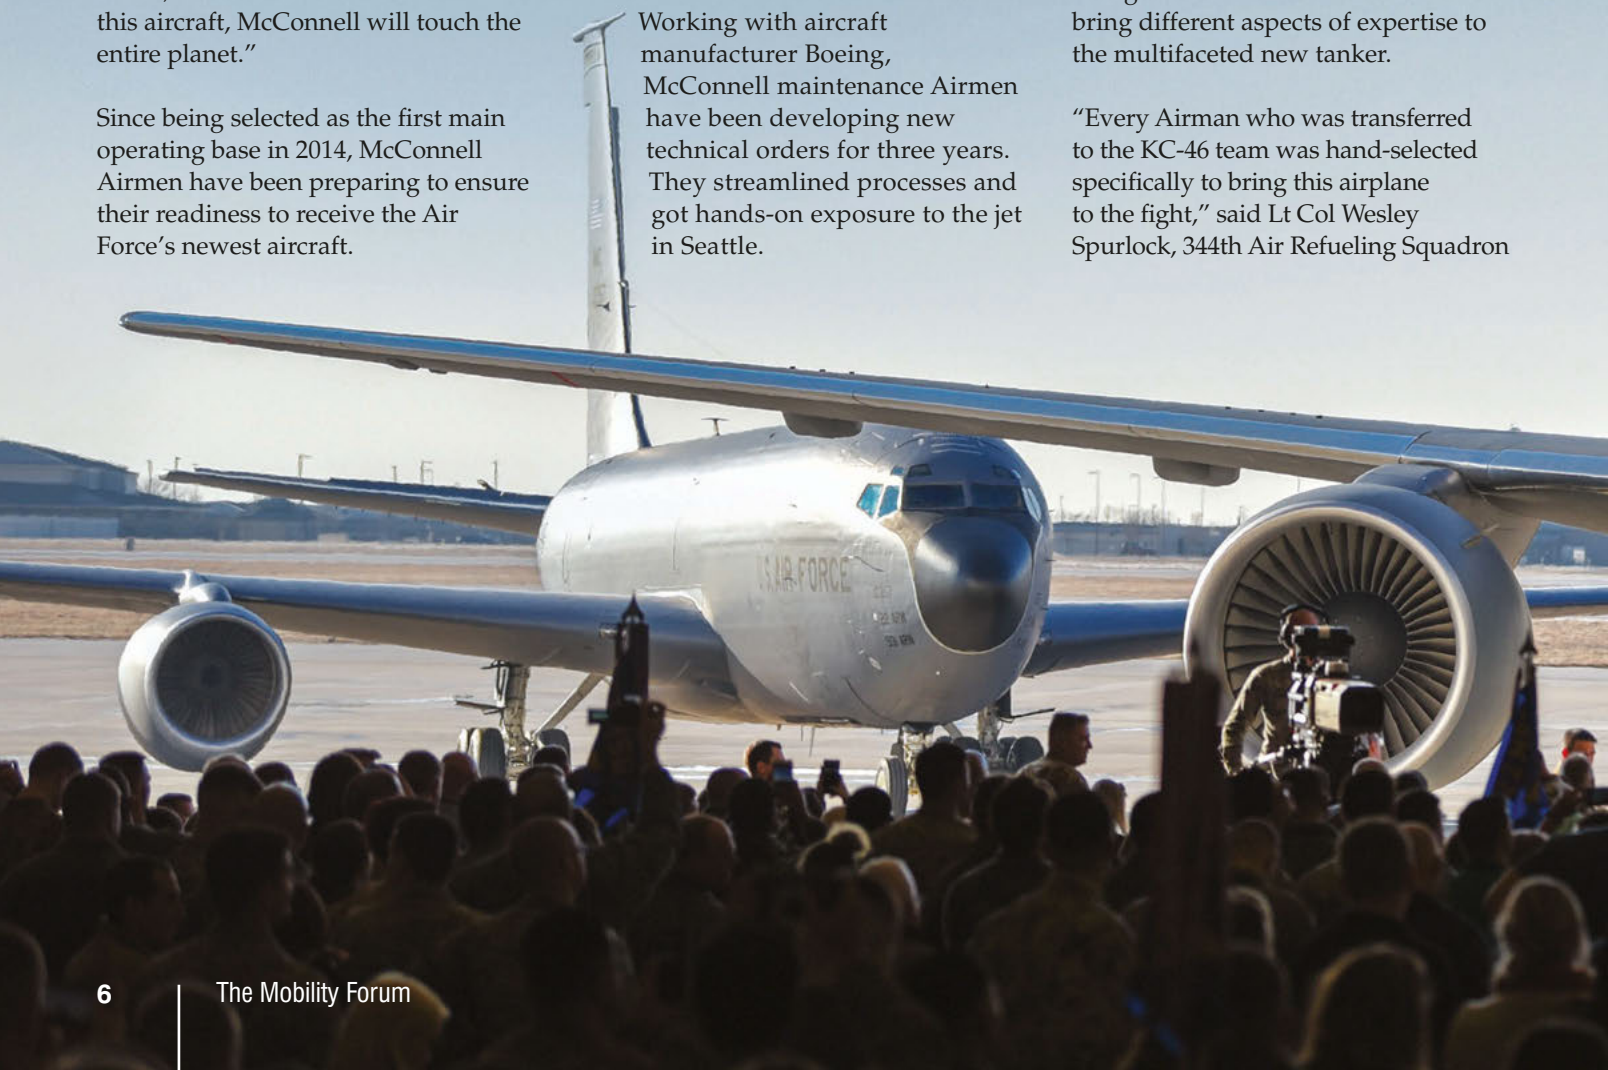 this aircraft, McConnell will touch the
entire planet.”
Since being selected as the first main
operating base in 2014, McConnell
Airmen have been preparing to ensure
their readiness to receive the Air
Force’s newest aircraft.
Working with aircraft
manufacturer Boeing,
McConnell maintenance Airmen
have been developing new
technical orders for three years.
They streamlined processes and
got hands-on exposure to the jet
in Seattle.
bring different aspects of expertise to
the multifaceted new tanker.
“Every Airman who was transferred
to the KC-46 team was hand-selected
specifically to bring this airplane
to the fight,” said Lt Col Wesley
Spurlock, 344th Air Refueling Squadron
U.S. AIR FORCE
6
The Mobility Forum